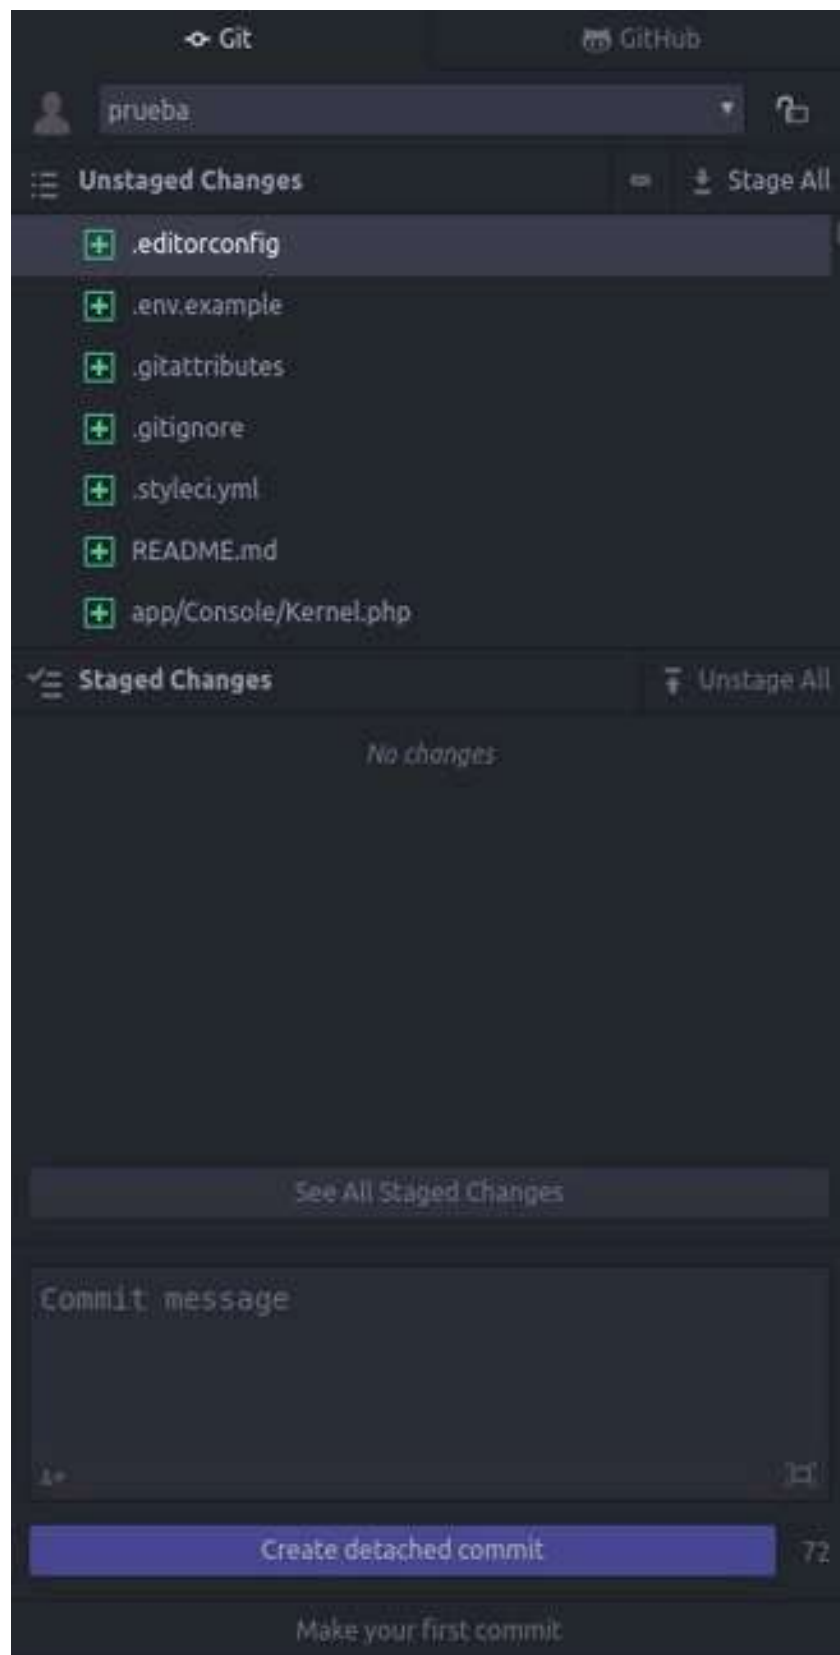 Git GitHub
prueba
Unstaged Changes Stage All
.editorconfig
.env.example
.gitattributes
.gitignore
.styleci.yml
README.md
app/Console/Kernel.php
Staged Changes Unstage All
No changes
See All Staged Changes
Commit message
Create detached commit 72
Make your first commit